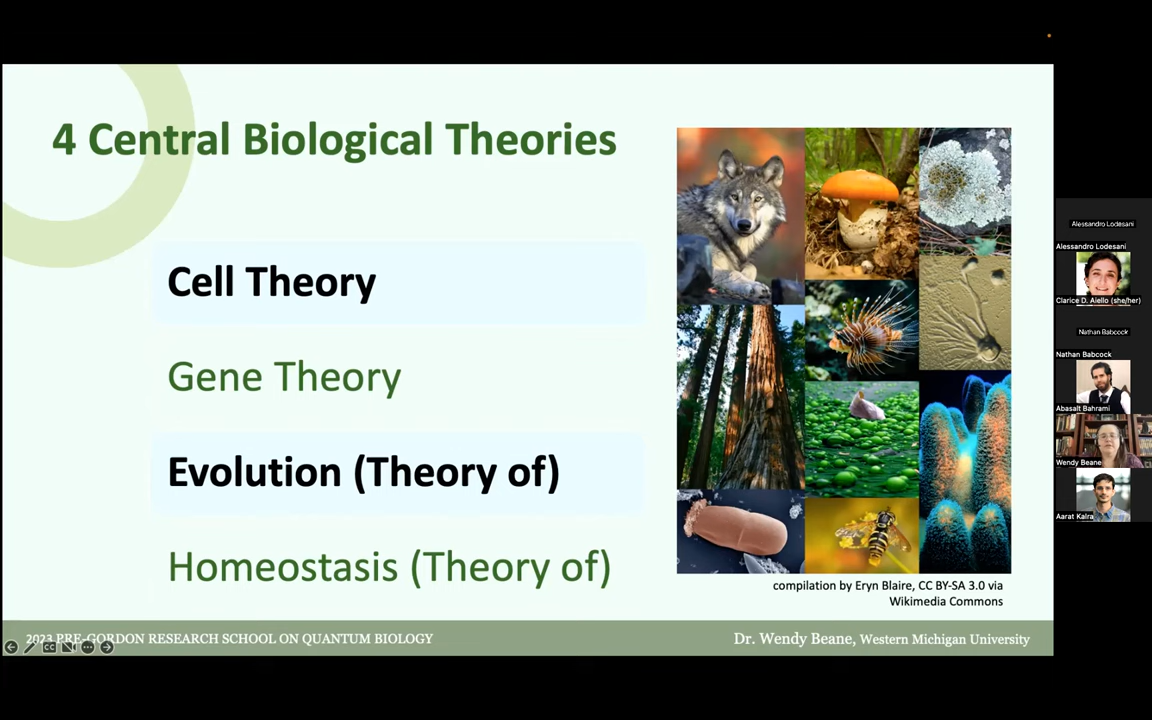 4 Central Biological Theories
Cell Theory
Gene Theory
Evolution (Theory of)
Homeostasis (Theory of)
compilation by Eryn Blaire, CC BY-SA 3.0 via
Wikimedia Commons
2023 PRE-GORDON RESEARCH SCHOOL ON QUANTUM BIOLOGY
Dr. Wendy Beane, Western Michigan University
CC
Alessandro Lodesani
Alessandro Lodesani
Clarice D. Aiello (she/her)
Nathan Babcock
Nathan Babcock
Abasalt Bahrami
Wendy Beane
Aarat Kalra